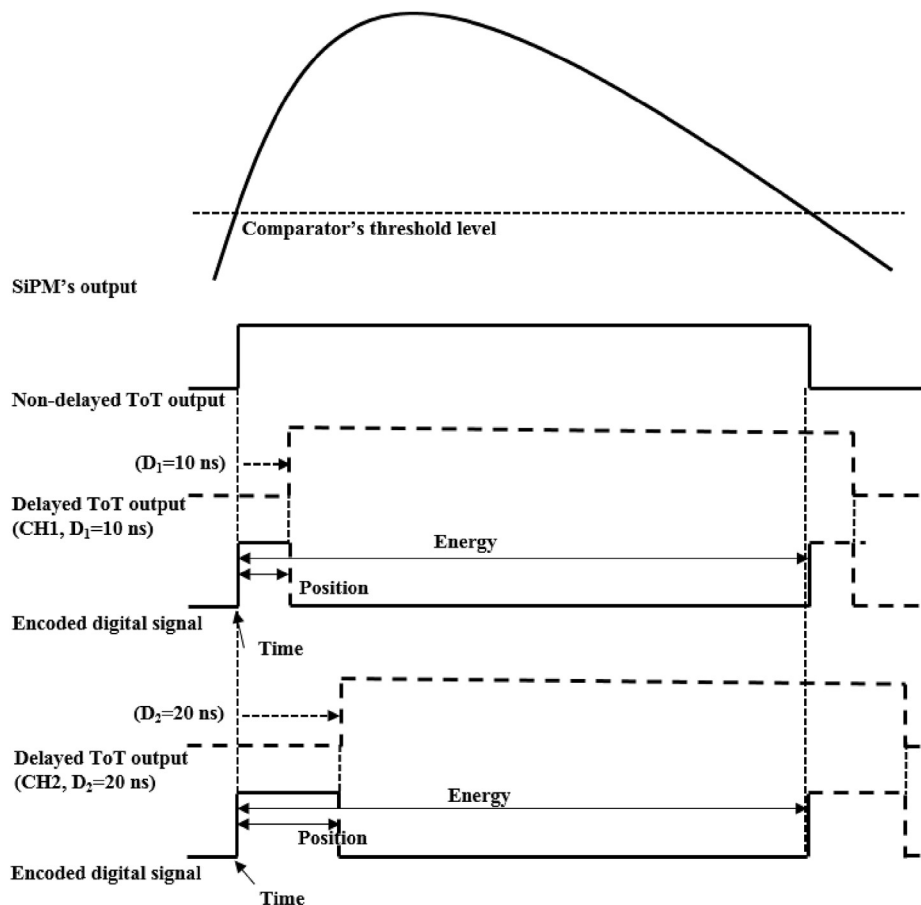 Comparator's threshold level
SiPM's output
Non-delayed ToT output
(D₁=10 ns)
Delayed ToT output
(CH1, D₁=10 ns)
Energy
Position
Encoded digital signal
Time
(D₂=20 ns)
Delayed ToT output
(CH2, D₂=20 ns)
Energy
Position
Encoded digital signal
Time